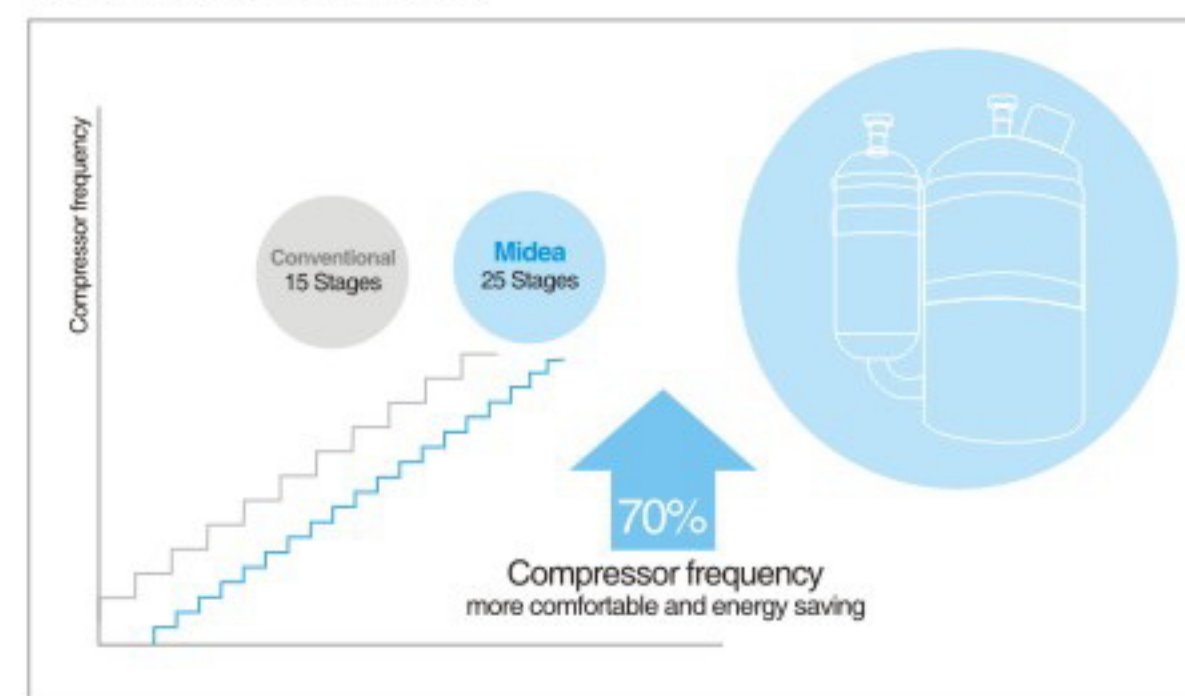 Compressor frequency
Conventional
15 Stages
Midea
25 Stages
70%
Compressor frequency
more comfortable and energy saving